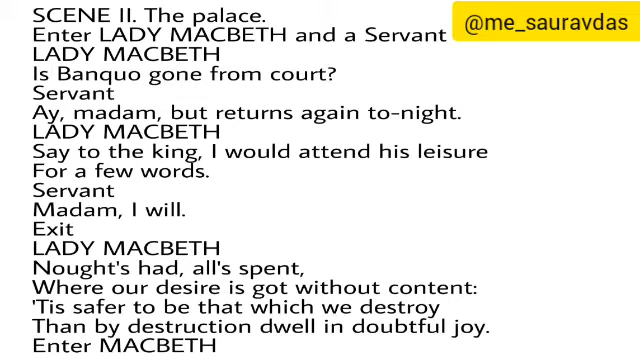 SCENE II. The palace.
@me_sauravdas
Enter LADY MACBETH and a Servant
LADY MACBETH
Is Banquo gone from court?
Servant
Ay, madam, but returns again to-night.
LADY MACBETH
Say to the king, I would attend his leisure
For a few words.
Servant
Madam, I will.
Exit
LADY MACBETH
Nought's had, all's spent,
Where our desire is got without content:
'Tis safer to be that which we destroy
Than by destruction dwell in doubtful joy.
Enter MACBETH